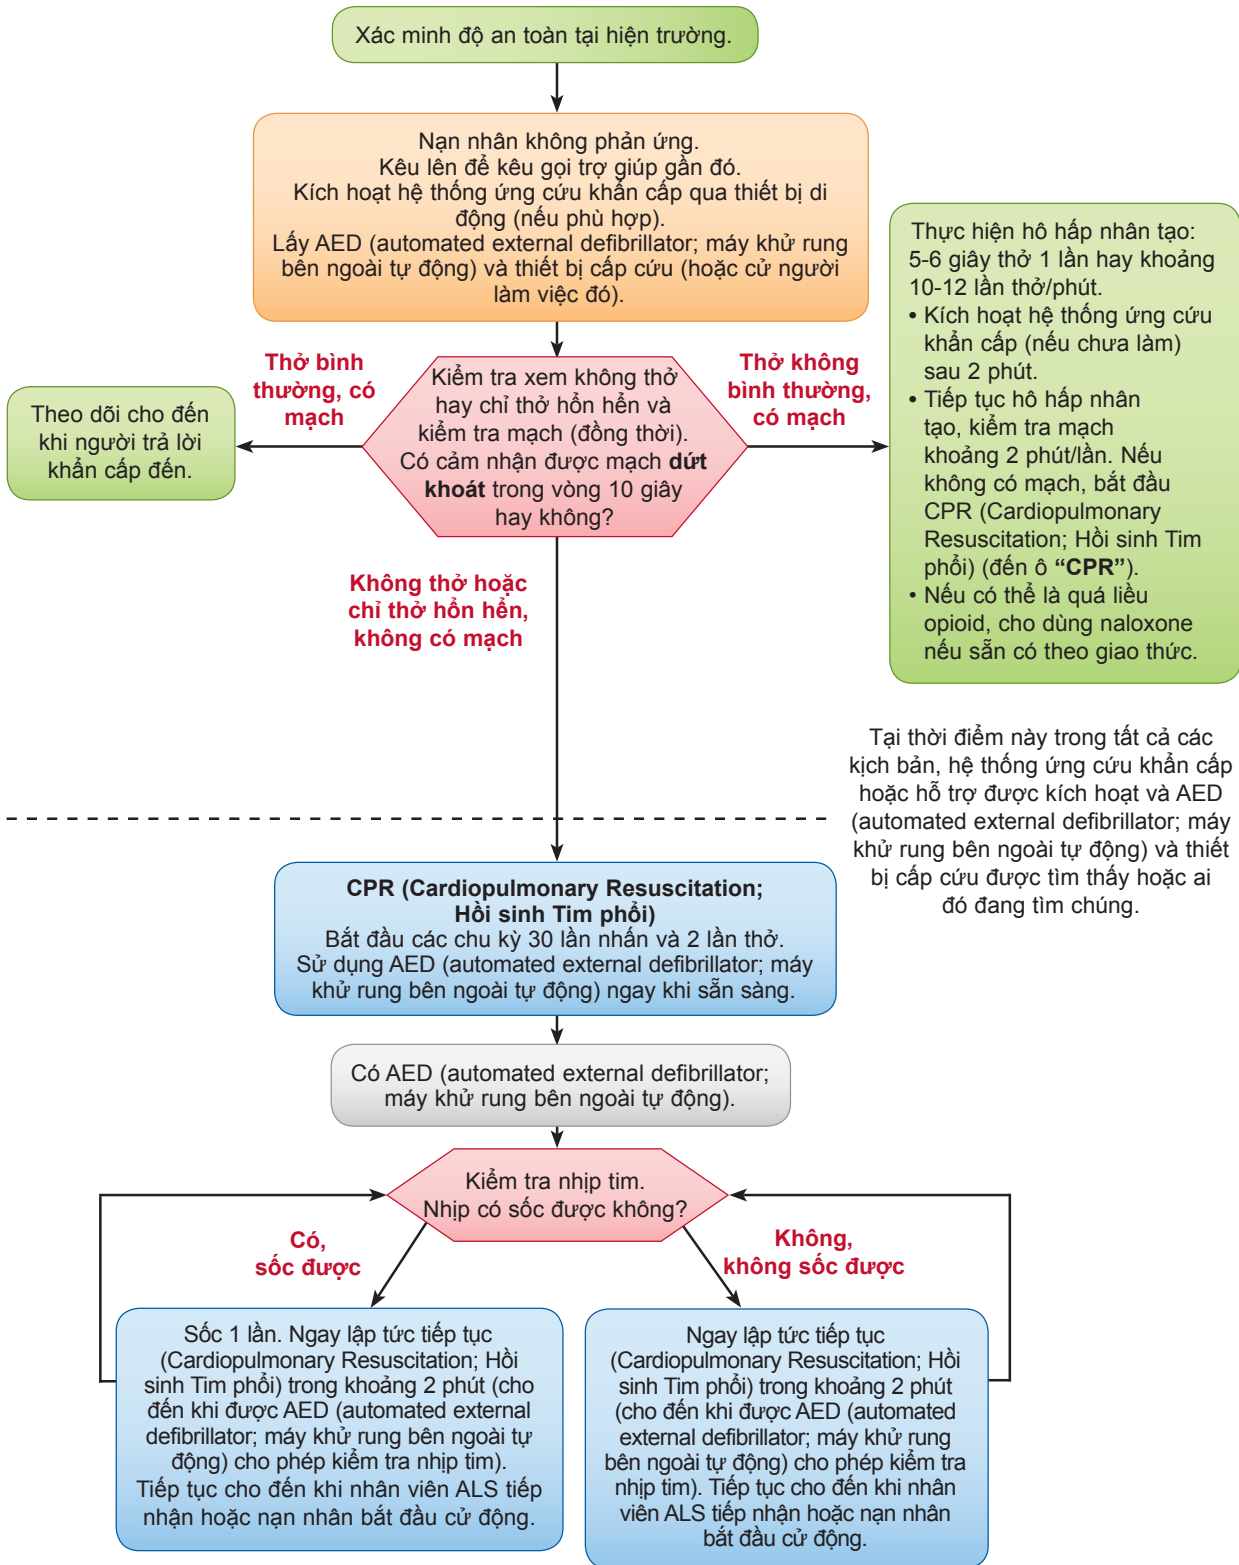 Xác minh độ an toàn tại hiện trường.
Nạn nhân không phản ứng.
Kêu lên để kêu gọi trợ giúp gần đó.
Kích hoạt hệ thống ứng cứu khẩn cấp qua thiết bị di
động (nếu phù hợp).
Lấy AED (automated external defibrillator; máy khử rung
bên ngoài tự động) và thiết bị cấp cứu (hoặc cử người
làm việc đó).
Thở bình
thường, có
mạch
Theo dõi cho đến
khi người trả lời
khẩn cấp đến.
Kiểm tra xem không thở
hay chỉ thở hổn hển và
kiểm tra mạch (đồng thời).
Có cảm nhận được mạch dứt
khoát trong vòng 10 giây
hay không?
Thở không
bình thường,
có mạch
Thực hiện hô hấp nhân tạo:
5-6 giây thở 1 lần hay khoảng
10-12 lần thở/phút.
• Kích hoạt hệ thống ứng cứu
khẩn cấp (nếu chưa làm)
sau 2 phút.
• Tiếp tục hô hấp nhân
tạo, kiểm tra mạch
khoảng 2 phút/lần. Nếu
không có mạch, bắt đầu
CPR (Cardiopulmonary
Resuscitation; Hồi sinh Tim
phổi) (đến ô “CPR”).
• Nếu có thể là quá liều
opioid, cho dùng naloxone
nếu sẵn có theo giao thức.
Không thở hoặc
chỉ thở hổn hển,
không có mạch
Tại thời điểm này trong tất cả các
kịch bản, hệ thống ứng cứu khẩn cấp
hoặc hỗ trợ được kích hoạt và AED
(automated external defibrillator; máy
khử rung bên ngoài tự động) và thiết
bị cấp cứu được tìm thấy hoặc ai
đó đang tìm chúng.
CPR (Cardiopulmonary Resuscitation;
Hồi sinh Tim phổi)
Bắt đầu các chu kỳ 30 lần nhấn và 2 lần thở.
Sử dụng AED (automated external defibrillator; máy
khử rung bên ngoài tự động) ngay khi sẵn sàng.
Có AED (automated external defibrillator;
máy khử rung bên ngoài tự động).
Kiểm tra nhịp tim.
Nhịp có sốc được không?
Có,
sốc được
Không,
không sốc được
Sốc 1 lần. Ngay lập tức tiếp tục
(Cardiopulmonary Resuscitation; Hồi
sinh Tim phổi) trong khoảng 2 phút (cho
đến khi được AED (automated external
defibrillator; máy khử rung bên ngoài tự
động) cho phép kiểm tra nhịp tim).
Tiếp tục cho đến khi nhân viên ALS tiếp
nhận hoặc nạn nhân bắt đầu cử động.
Ngay lập tức tiếp tục
(Cardiopulmonary Resuscitation; Hồi
sinh Tim phổi) trong khoảng 2 phút
(cho đến khi được AED (automated
external defibrillator; máy khử rung
bên ngoài tự động) cho phép kiểm tra
nhịp tim). Tiếp tục cho đến khi nhân
viên ALS tiếp nhận hoặc nạn nhân
bắt đầu cử động.